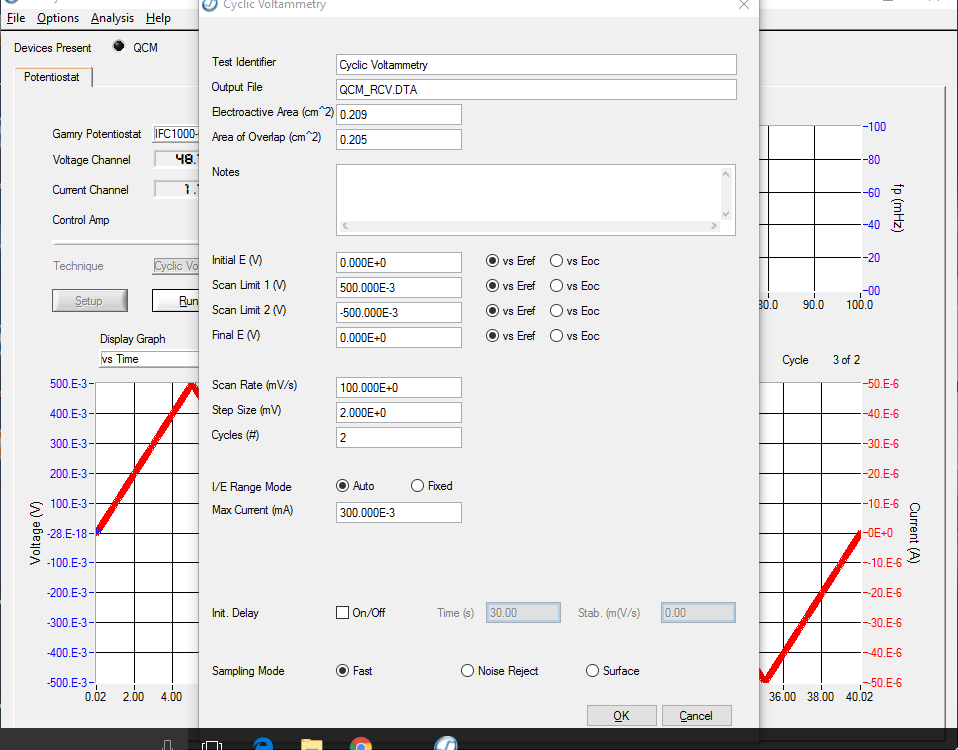 Cyclic Voltammetry
File Options Analysis Help
Devices Present QCM
Potentiostat
Gamry Potentiostat IFC1000-
Voltage Channel 48.
Current Channel 1.
Control Amp
Technique Cyclic Vo
Setup Run
Display Graph
vs Time
Test Identifier Cyclic Voltammetry
Output File QCM_RCV.DTA
Electroactive Area (cm^2) 0.209
Area of Overlap (cm^2) 0.205
Notes
Initial E (V) 0.000E+0 vs Eref vs Eoc
Scan Limit 1 (V) 500.000E-3 vs Eref vs Eoc
Scan Limit 2 (V) -500.000E-3 vs Eref vs Eoc
Final E (V) 0.000E+0 vs Eref vs Eoc
Scan Rate (mV/s) 100.000E+0
Step Size (mV) 2.000E+0
Cycles (#) 2
I/E Range Mode Auto Fixed
Max Current (mA) 300.000E-3
Init. Delay On/Off Time (s) 30.00 Stab. (mV/s) 0.00
Sampling Mode Fast Noise Reject Surface
OK Cancel
100
80
60
40
20
00
fp (mHz)
80.0 90.0 100.0
Cycle 3 of 2
500.E-3
400.E-3
300.E-3
200.E-3
100.E-3
-28.E-18
-100.E-3
-200.E-3
-300.E-3
-400.E-3
-500.E-3
Voltage (V)
0.02 2.00 4.00
50.E-6
40.E-6
30.E-6
20.E-6
10.E-6
0E+0
-10.E-6
-20.E-6
-30.E-6
-40.E-6
-50.E-6
Current (A)
36.00 38.00 40.02